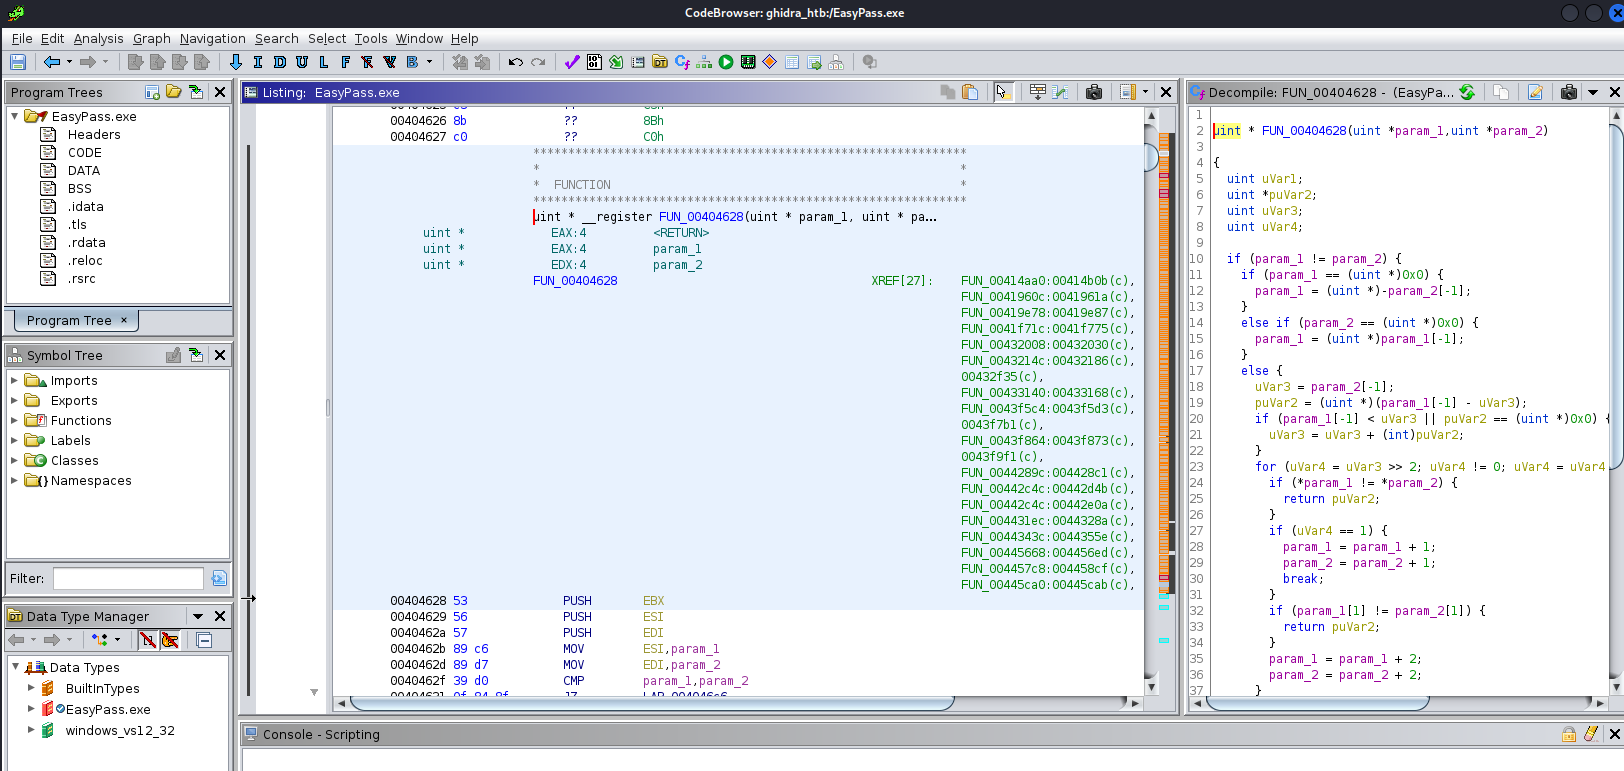 CodeBrowser: ghidra_htb:/EasyPass.exe
File Edit Analysis Graph Navigation Search Select Tools Window Help
I D U L F B
Program Trees
EasyPass.exe
Headers
CODE
DATA
BSS
.idata
.tls
.rdata
.reloc
.rsrc
Program Tree ×
Symbol Tree
Imports
Exports
Functions
Labels
Classes
Namespaces
Filter:
Data Type Manager
Data Types
BuiltInTypes
EasyPass.exe
windows_vs12_32
Listing: EasyPass.exe
00404626 8b ?? 8Bh
00404627 c0 ?? C0h
**************************************************************
* *
* FUNCTION *
**************************************************************
uint * __register FUN_00404628(uint * param_1, uint * pa...
uint * EAX:4 <RETURN>
uint * EAX:4 param_1
uint * EDX:4 param_2
FUN_00404628 XREF[27]: FUN_00414aa0:00414b0b(c),
FUN_0041960c:0041961a(c),
FUN_00419e78:00419e87(c),
FUN_0041f71c:0041f775(c),
FUN_00432008:00432030(c),
FUN_0043214c:00432186(c),
00432f35(c),
FUN_00433140:00433168(c),
FUN_0043f5c4:0043f5d3(c),
0043f7b1(c),
FUN_0043f864:0043f873(c),
0043f9f1(c),
FUN_0044289c:004428c1(c),
FUN_00442c4c:00442d4b(c),
FUN_00442c4c:00442e0a(c),
FUN_004431ec:0044328a(c),
FUN_0044343c:0044355e(c),
FUN_00445668:004456ed(c),
FUN_004457c8:004458cf(c),
FUN_00445ca0:00445cab(c),
00404628 53 PUSH EBX
00404629 56 PUSH ESI
0040462a 57 PUSH EDI
0040462b 89 c6 MOV ESI,param_1
0040462d 89 d7 MOV EDI,param_2
0040462f 39 d0 CMP param_1,param_2
Decompile: FUN_00404628 - (EasyPa...
1
2 uint * FUN_00404628(uint *param_1,uint *param_2)
3
4 {
5 uint uVar1;
6 uint *puVar2;
7 uint uVar3;
8 uint uVar4;
9
10 if (param_1 != param_2) {
11 if (param_1 == (uint *)0x0) {
12 param_1 = (uint *)-param_2[-1];
13 }
14 else if (param_2 == (uint *)0x0) {
15 param_1 = (uint *)param_1[-1];
16 }
17 else {
18 uVar3 = param_2[-1];
19 puVar2 = (uint *)(param_1[-1] - uVar3);
20 if (param_1[-1] < uVar3 || puVar2 == (uint *)0x0) {
21 uVar3 = uVar3 + (int)puVar2;
22 }
23 for (uVar4 = uVar3 >> 2; uVar4 != 0; uVar4 = uVar4
24 if (*param_1 != *param_2) {
25 return puVar2;
26 }
27 if (uVar4 == 1) {
28 param_1 = param_1 + 1;
29 param_2 = param_2 + 1;
30 break;
31 }
32 if (param_1[1] != param_2[1]) {
33 return puVar2;
34 }
35 param_1 = param_1 + 2;
36 param_2 = param_2 + 2;
37 }
Console - Scripting